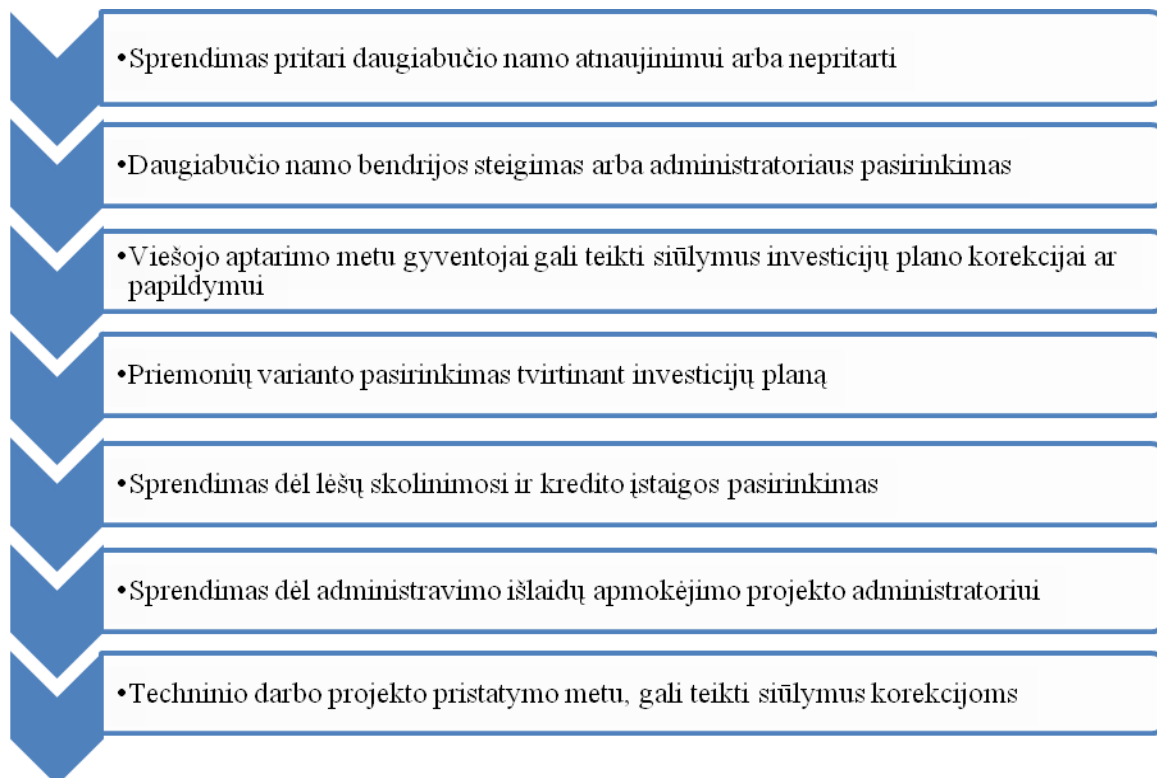 •Sprendimas pritari daugiabučio namo atnaujinimui arba nepritarti
•Daugiabučio namo bendrijos steigimas arba administratoriaus pasirinkimas
•Viešojo aptarimo metu gyventojai gali teikti siūlymus investicijų plano korekcijai ar
papildymui
•Priemonių varianto pasirinkimas tvirtinant investicijų planą
•Sprendimas dėl lėšų skolinimosi ir kredito įstaigos pasirinkimas
•Sprendimas dėl administravimo išlaidų apmokėjimo projekto administratoriui
•Techninio darbo projekto pristatymo metu, gali teikti siūlymus korekcijoms